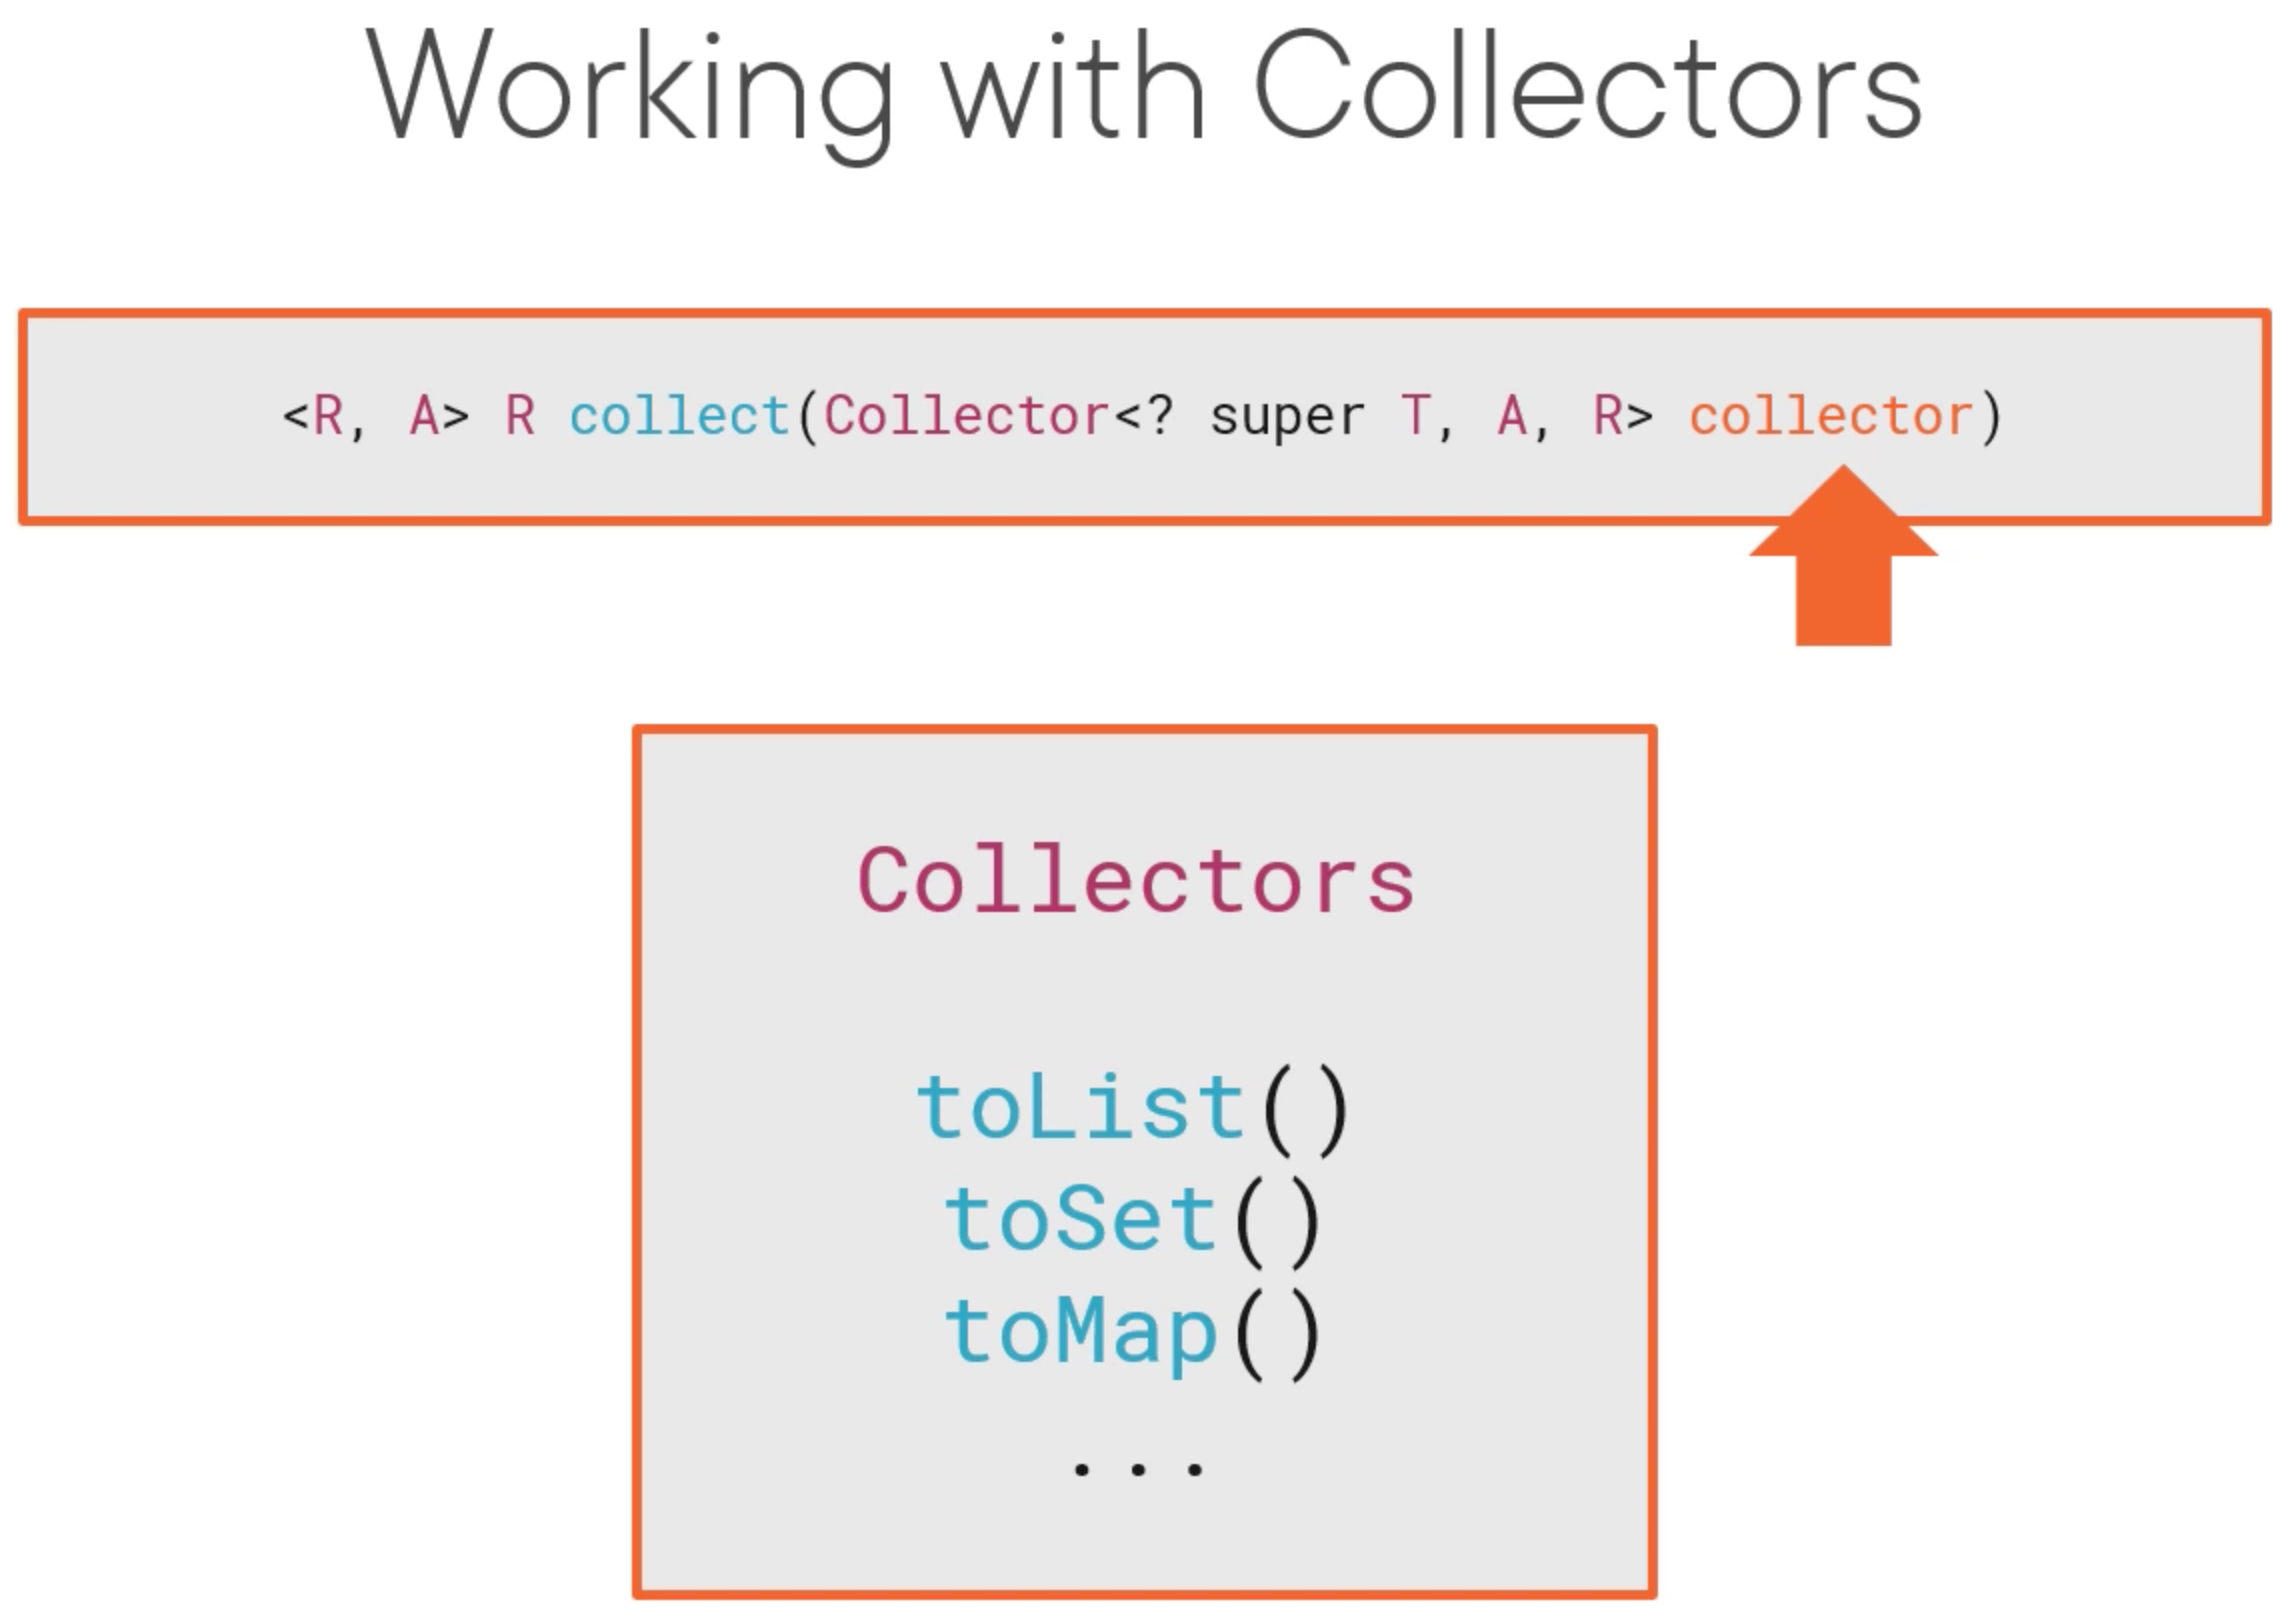 Working with Collectors
<R, A> R collect(Collector<? super T, A, R> collector)
Collectors
toList()
toSet()
toMap()
...